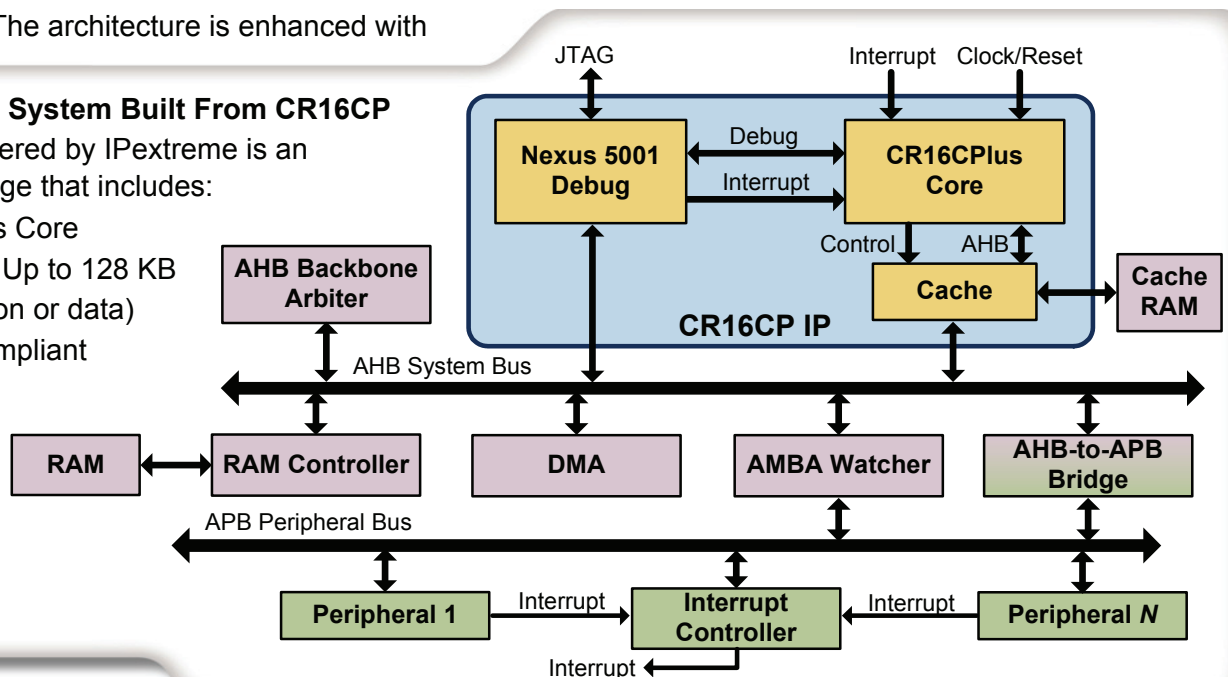 The architecture is enhanced with
System Built From CR16CP
ered by IPextreme is an
ge that includes:
s Core
Up to 128 KB
on or data)
mpliant
JTAG
Interrupt
Clock/Reset
Nexus 5001
Debug
Debug
Interrupt
CR16CPlus
Core
Control
AHB
Cache
Cache
RAM
CR16CP IP
AHB Backbone
Arbiter
AHB System Bus
RAM
RAM Controller
DMA
AMBA Watcher
AHB-to-APB
Bridge
APB Peripheral Bus
Peripheral 1
Interrupt
Interrupt
Controller
Interrupt
Peripheral N
Interrupt